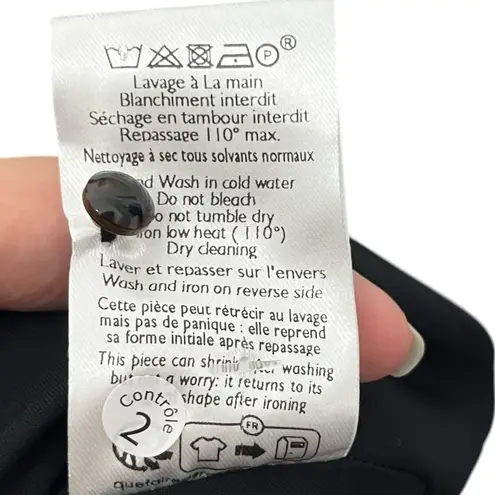 P®
Lavage à La main
Blanchiment interdit
Séchage en tambour interdit
Repassage 110° max.
Nettoyage à sec tous solvants normaux
Wash in cold water
Do not bleach
not tumble dry
low heat (110°)
Dry cleaning
Laver et repasser sur l'envers
Wash and iron on reverse side
Cette pièce peut rétrécir au lavage
mais pas de panique : elle reprend
sa forme initiale après repassage
This piece can washing
a worry: it returns to its
shape after ironing
Contrôle
2
FR